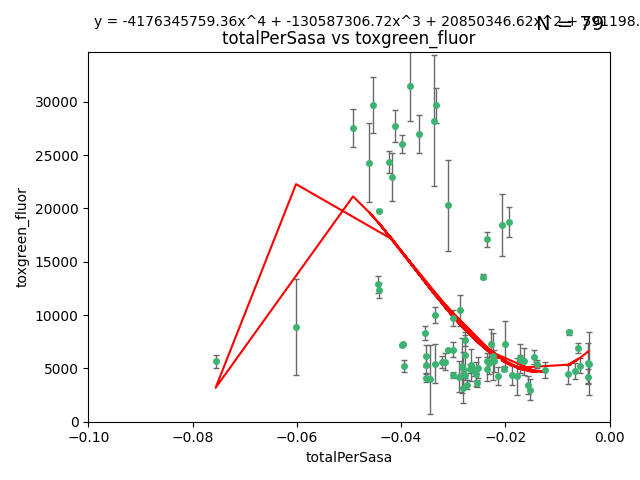 y = -4176345759.36x^4 + -130587306.72x^3 + 20850346.62x^2 + 591198.
N = 79
totalPerSasa vs toxgreen_fluor
30000
25000
20000
15000
10000
5000
0
toxgreen_fluor
−0.10 −0.08 −0.06 −0.04 −0.02 0.00
totalPerSasa